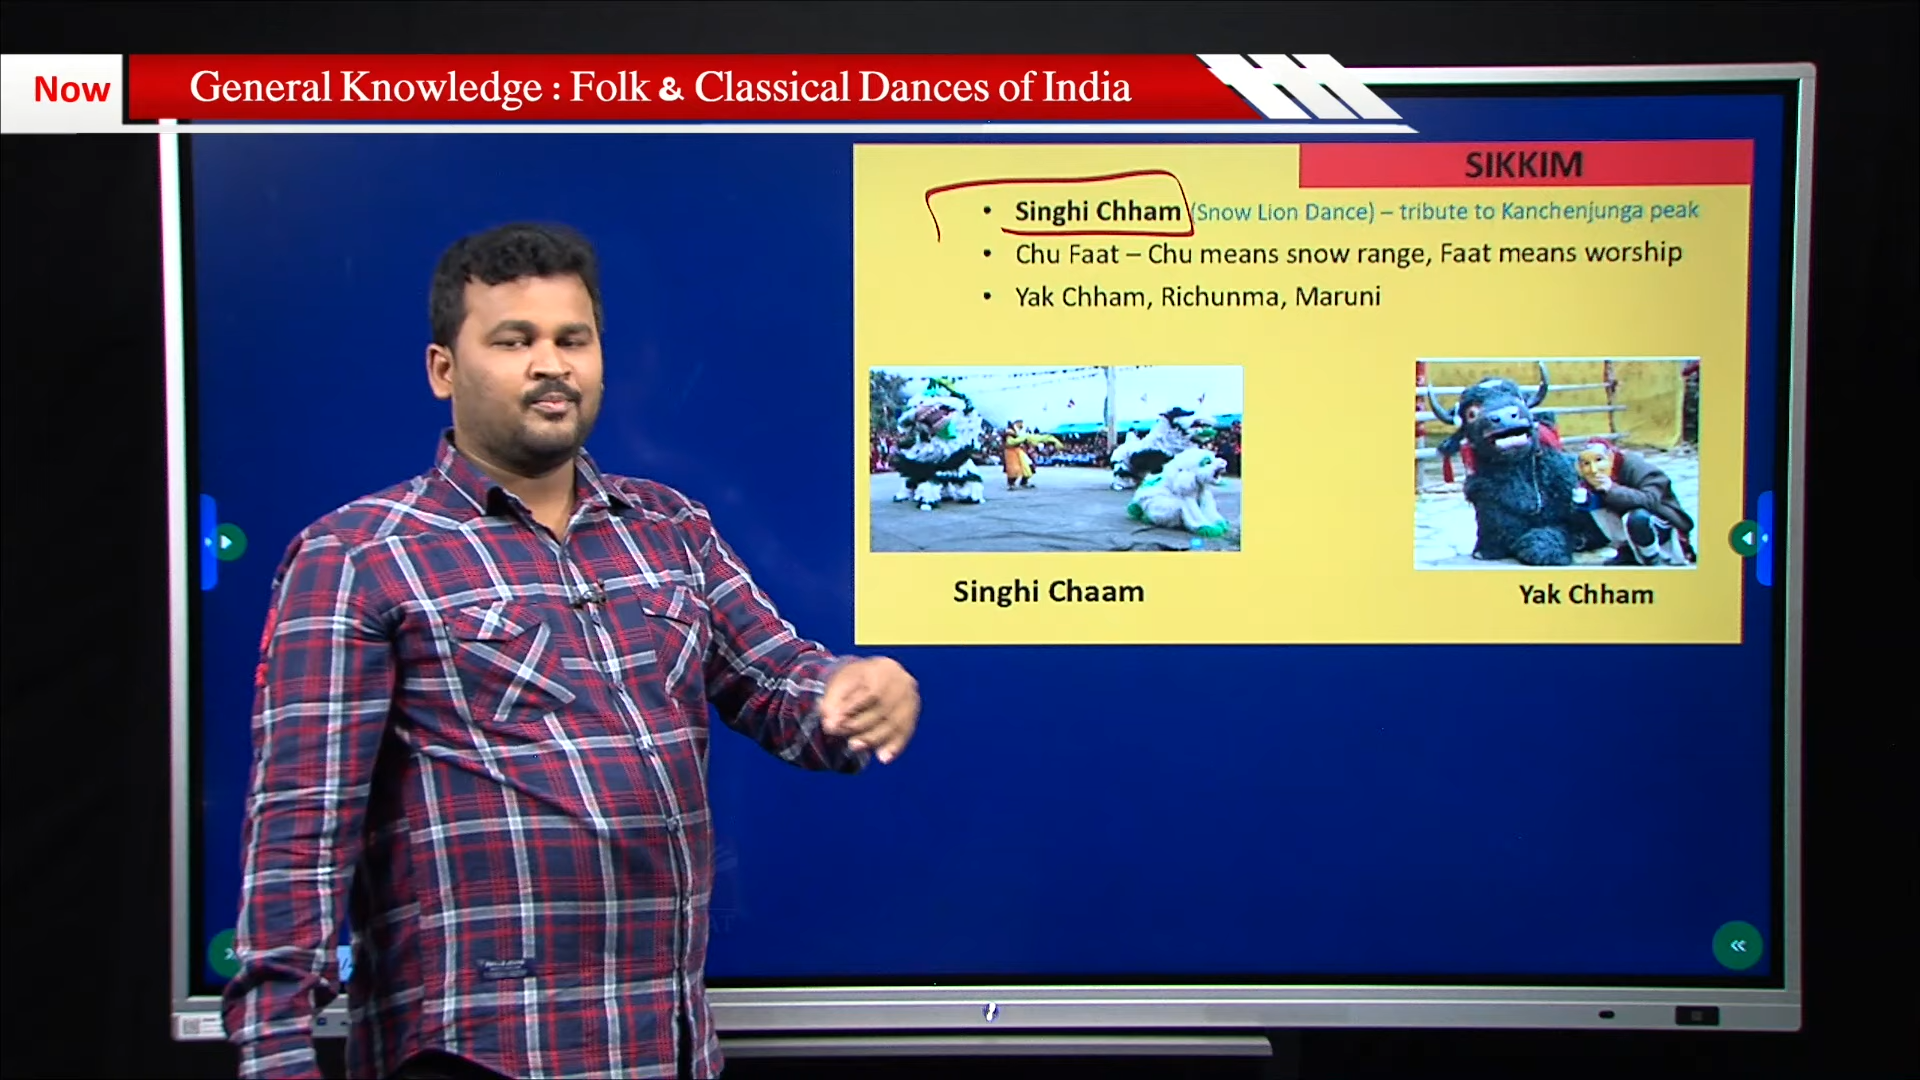 Now
General Knowledge : Folk & Classical Dances of India
SIKKIM
• Singhi Chham (Snow Lion Dance) – tribute to Kanchenjunga peak
• Chu Faat – Chu means snow range, Faat means worship
• Yak Chham, Richunma, Maruni
Singhi Chaam
Yak Chham